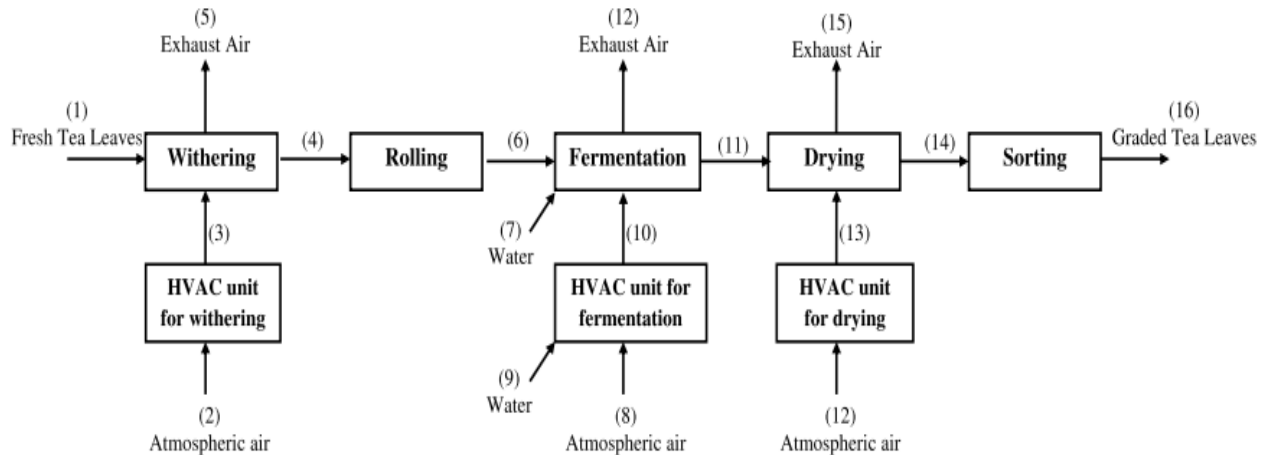 (5)
Exhaust Air
(12)
Exhaust Air
(15)
Exhaust Air
(1)
Fresh Tea Leaves
Withering
(4)
Rolling
(6)
Fermentation
(11)
Drying
(14)
Sorting
(16)
Graded Tea Leaves
(3)
(7)
Water
(10)
(13)
HVAC unit
for withering
HVAC unit for
fermentation
HVAC unit
for drying
(9)
Water
(2)
Atmospheric air
(8)
Atmospheric air
(12)
Atmospheric air